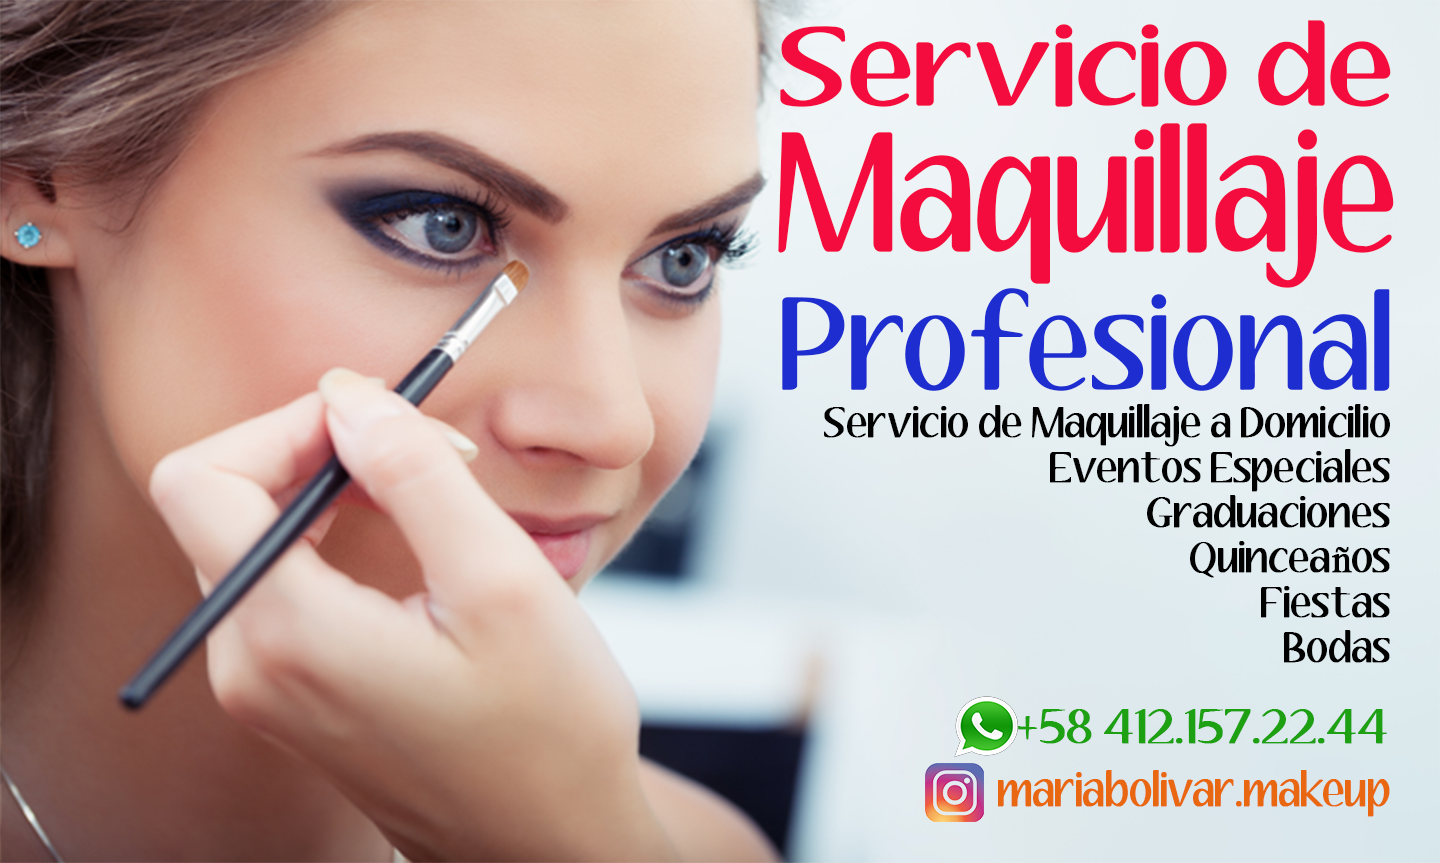 Servicio de
Maquillaje
Profesional
Servicio de Maquillaje a Domicilio
Eventos Especiales
Graduaciones
Quinceaños
Fiestas
Bodas
+58 412.157.22.44
mariabolivar.makeup